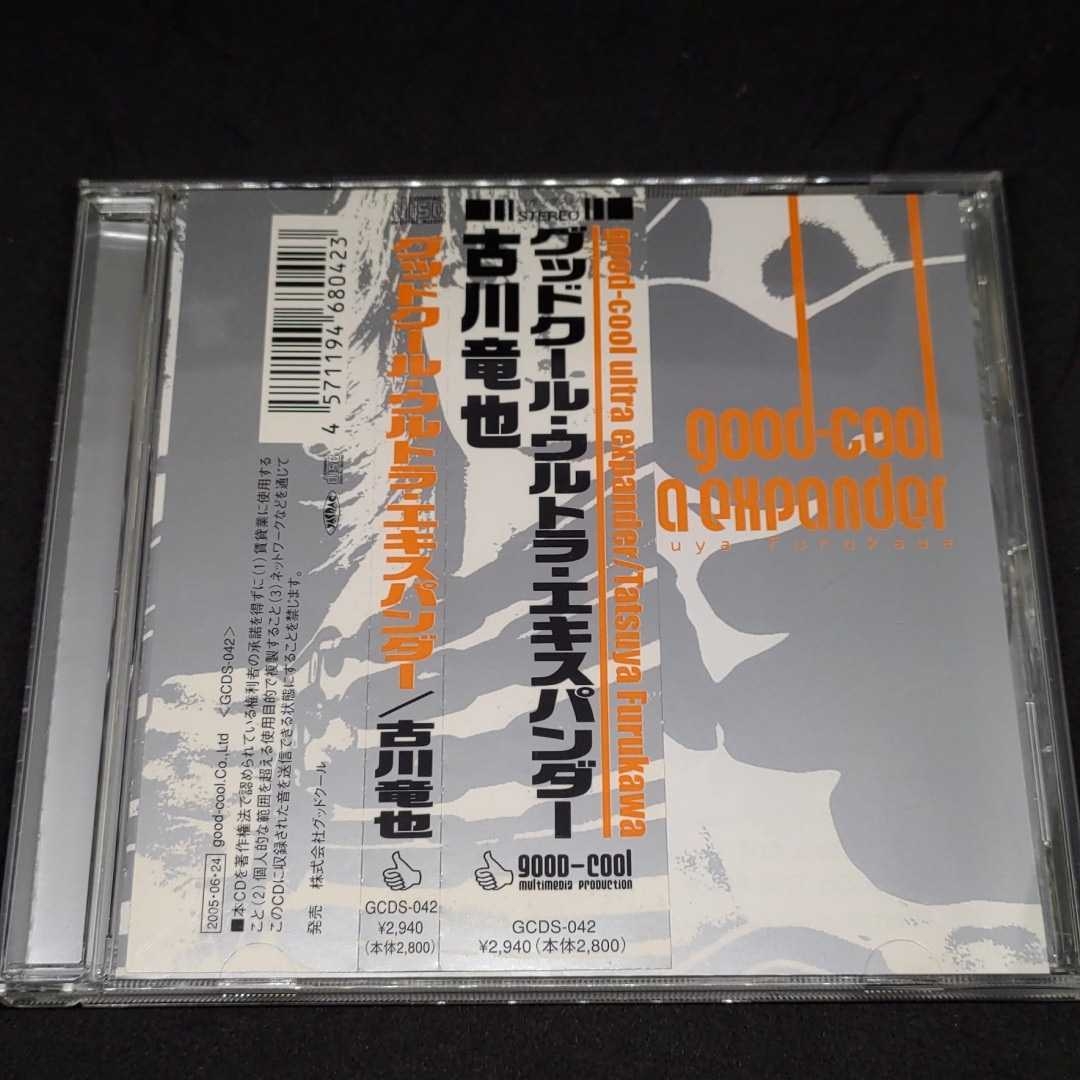 4 571194 680423
JASRAC
2005・06・24 good-cool.Co.,Ltd <GCDS-042>
■本CDを著作権法で認められている権利者の承諾を得ずに(1)賃貸業に使用する
こと(2)個人的な範囲を超える使用目的で複製すること(3)ネットワークなどを通じて
このCDに収録された音を送信できる状態にすることを禁じます。
発売 株式会社グッドクール
グッドクール・ウルトラ・エキスパンダー/古川竜也
GCDS-042
¥2,940
(本体2,800)
STEREO
古川竜也
グッドクール・ウルトラ・エキスパンダー
good-cool ultra expander/Tatsuya Furukawa
GOOD-COOL
multimedia production
GCDS-042
¥2,940(本体2,800)
good-cool
a expander
uya Furukawa